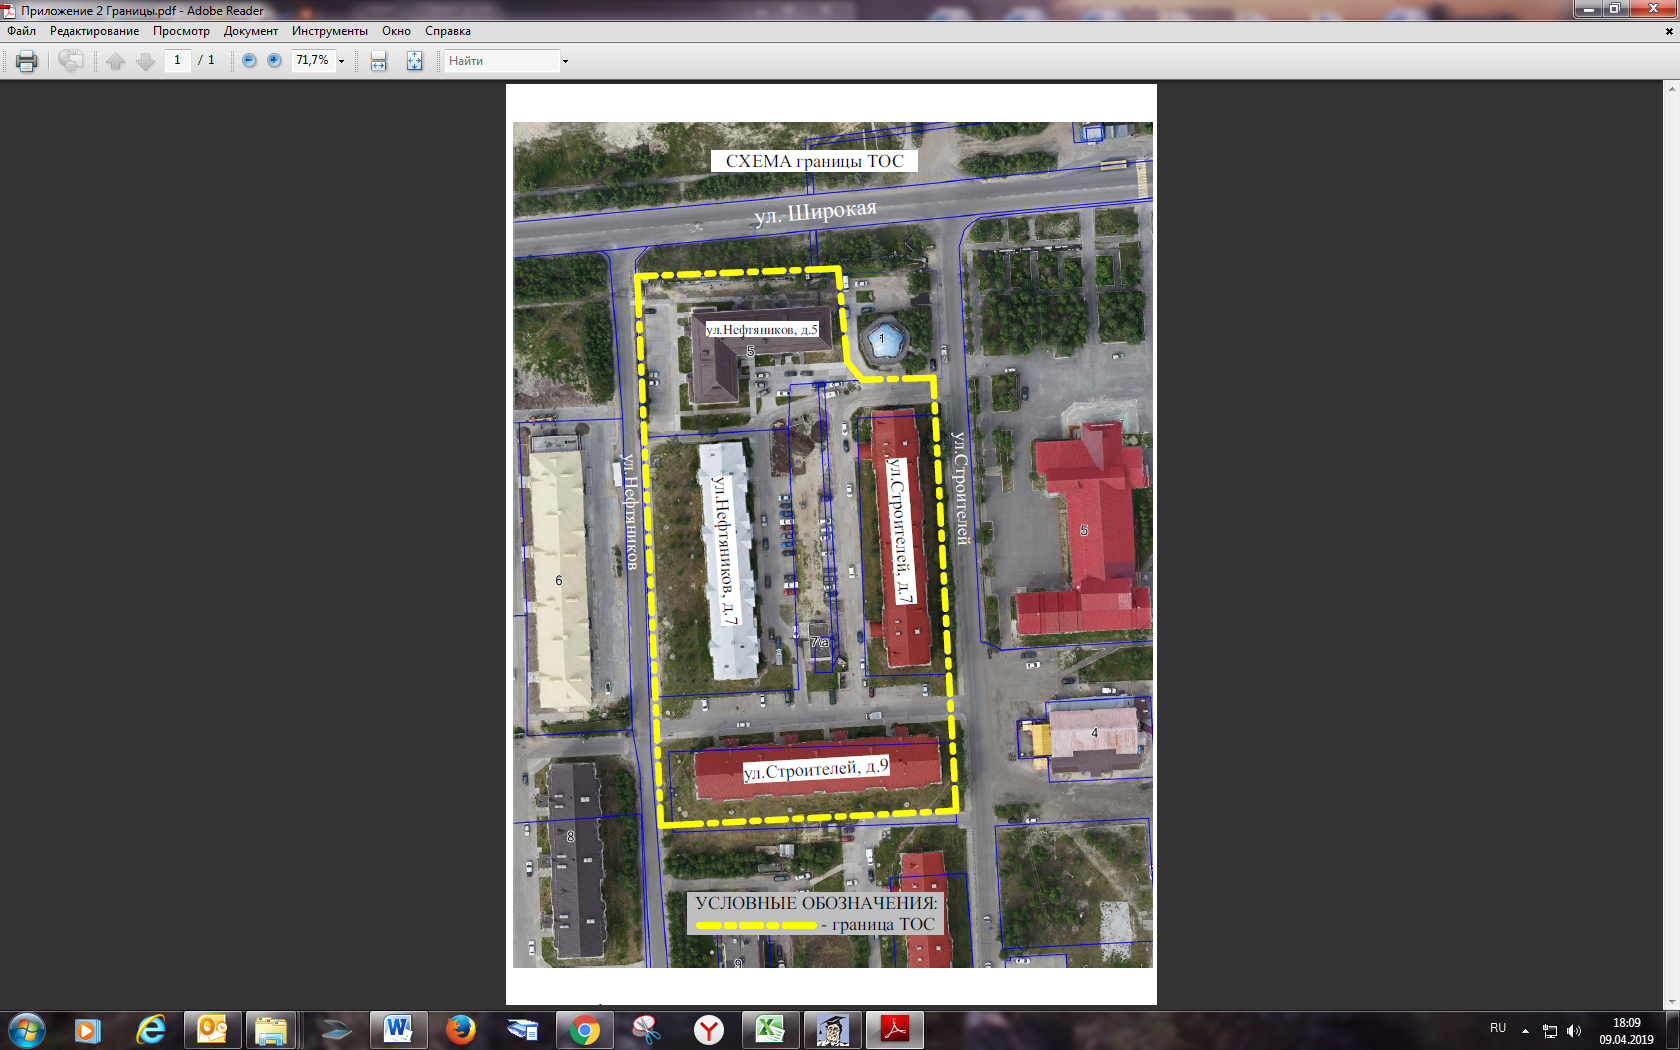 Приложение 2 Границы.pdf - Adobe Reader
Файл Редактирование Просмотр Документ Инструменты Окно Справка
1 / 1 71,7% Найти
СХЕМА границы ТОС
ул. Широкая
ул.Нефтяников, д.5
5
1
ул.Нефтяников
ул.Нефтяников, д.7
ул.Строителей, д.7
ул.Строителей
5
6
7\а
4
ул.Строителей, д.9
8
УСЛОВНЫЕ ОБОЗНАЧЕНИЯ:
- граница ТОС
9
RU
18:09
09.04.2019